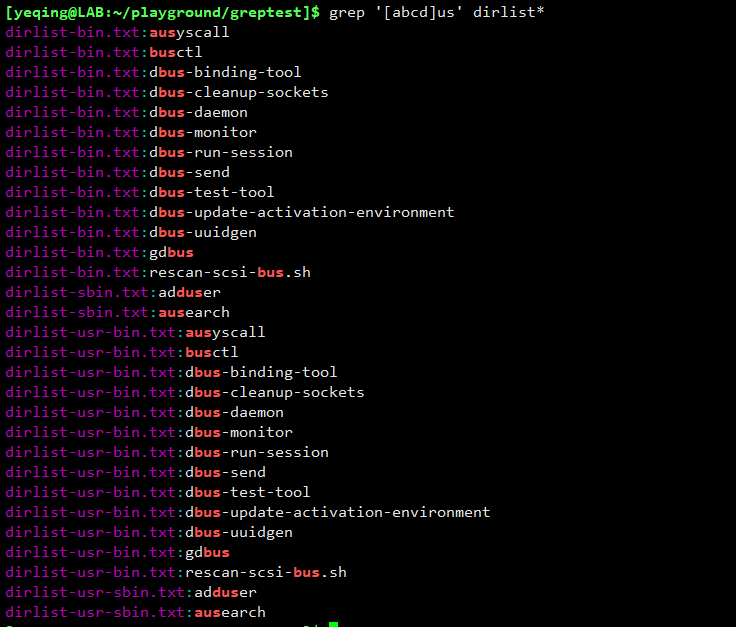 [yeqing@LAB:~/playground/greptest]$ grep '[abcd]us' dirlist*
dirlist-bin.txt:ausyscall
dirlist-bin.txt:busctl
dirlist-bin.txt:dbus-binding-tool
dirlist-bin.txt:dbus-cleanup-sockets
dirlist-bin.txt:dbus-daemon
dirlist-bin.txt:dbus-monitor
dirlist-bin.txt:dbus-run-session
dirlist-bin.txt:dbus-send
dirlist-bin.txt:dbus-test-tool
dirlist-bin.txt:dbus-update-activation-environment
dirlist-bin.txt:dbus-uuidgen
dirlist-bin.txt:gdbus
dirlist-bin.txt:rescan-scsi-bus.sh
dirlist-sbin.txt:adduser
dirlist-sbin.txt:ausearch
dirlist-usr-bin.txt:ausyscall
dirlist-usr-bin.txt:busctl
dirlist-usr-bin.txt:dbus-binding-tool
dirlist-usr-bin.txt:dbus-cleanup-sockets
dirlist-usr-bin.txt:dbus-daemon
dirlist-usr-bin.txt:dbus-monitor
dirlist-usr-bin.txt:dbus-run-session
dirlist-usr-bin.txt:dbus-send
dirlist-usr-bin.txt:dbus-test-tool
dirlist-usr-bin.txt:dbus-update-activation-environment
dirlist-usr-bin.txt:dbus-uuidgen
dirlist-usr-bin.txt:gdbus
dirlist-usr-bin.txt:rescan-scsi-bus.sh
dirlist-usr-sbin.txt:adduser
dirlist-usr-sbin.txt:ausearch